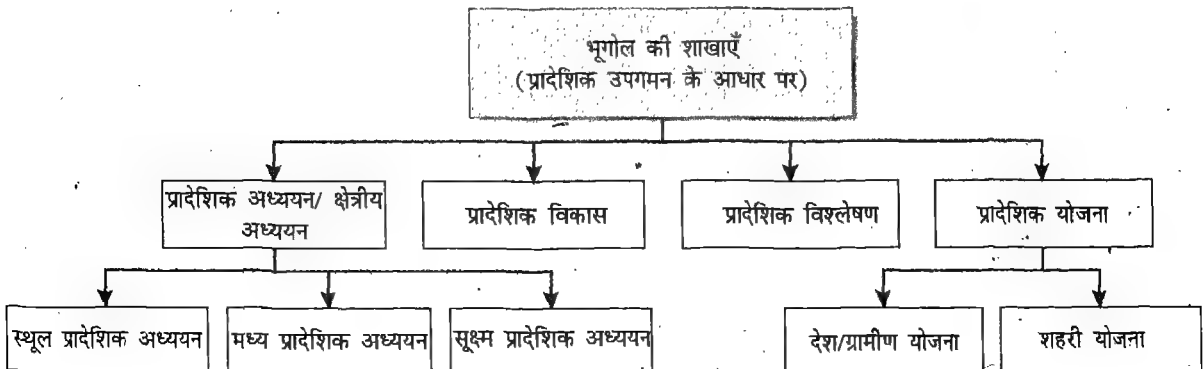 भूगोल की शाखाएँ
(प्रादेशिक उपगमन के आधार पर)
प्रादेशिक अध्ययन/ क्षेत्रीय
अध्ययन
प्रादेशिक विकास
प्रादेशिक विश्लेषण
प्रादेशिक योजना
स्थूल प्रादेशिक अध्ययन
मध्य प्रादेशिक अध्ययन
सूक्ष्म प्रादेशिक अध्ययन
देश/ग्रामीण योजना
शहरी योजना